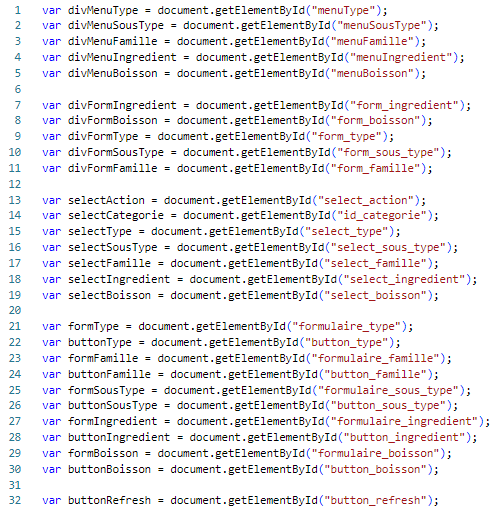 1 var divMenuType = document.getElementById("menuType");
2 var divMenuSousType = document.getElementById("menuSousType");
3 var divMenuFamille = document.getElementById("menuFamille");
4 var divMenuIngredient = document.getElementById("menuIngredient");
5 var divMenuBoisson = document.getElementById("menuBoisson");
6
7 var divFormIngredient = document.getElementById("form_ingredient");
8 var divFormBoisson = document.getElementById("form_boisson");
9 var divFormType = document.getElementById("form_type");
10 var divFormSousType = document.getElementById("form_sous_type");
11 var divFormFamille = document.getElementById("form_famille");
12
13 var selectAction = document.getElementById("select_action");
14 var selectCategorie = document.getElementById("id_categorie");
15 var selectType = document.getElementById("select_type");
16 var selectSousType = document.getElementById("select_sous_type");
17 var selectFamille = document.getElementById("select_famille");
18 var selectIngredient = document.getElementById("select_ingredient");
19 var selectBoisson = document.getElementById("select_boisson");
20
21 var formType = document.getElementById("formulaire_type");
22 var buttonType = document.getElementById("button_type");
23 var formFamille = document.getElementById("formulaire_famille");
24 var buttonFamille = document.getElementById("button_famille");
25 var formSousType = document.getElementById("formulaire_sous_type");
26 var buttonSousType = document.getElementById("button_sous_type");
27 var formIngredient = document.getElementById("formulaire_ingredient");
28 var buttonIngredient = document.getElementById("button_ingredient");
29 var formBoisson = document.getElementById("formulaire_boisson");
30 var buttonBoisson = document.getElementById("button_boisson");
31
32 var buttonRefresh = document.getElementById("button_refresh");